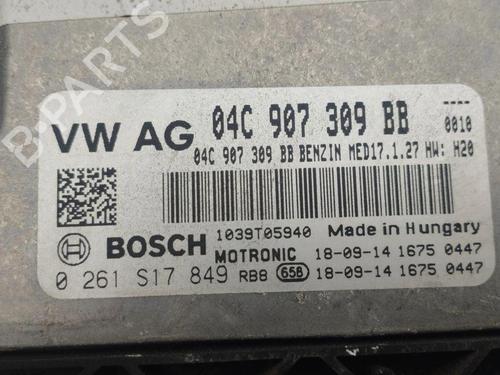 B-PARTS
VW AG 04C 907 309 BB ----
0010
04C 907 309 BB BENZIN MED17.1.27 HW: H20
1039T05940 Made in Hungary
BOSCH MOTRONIC 18-09-14 1675 0447
0 261 S17 849 RB8 658 18-09-14 1675 0447